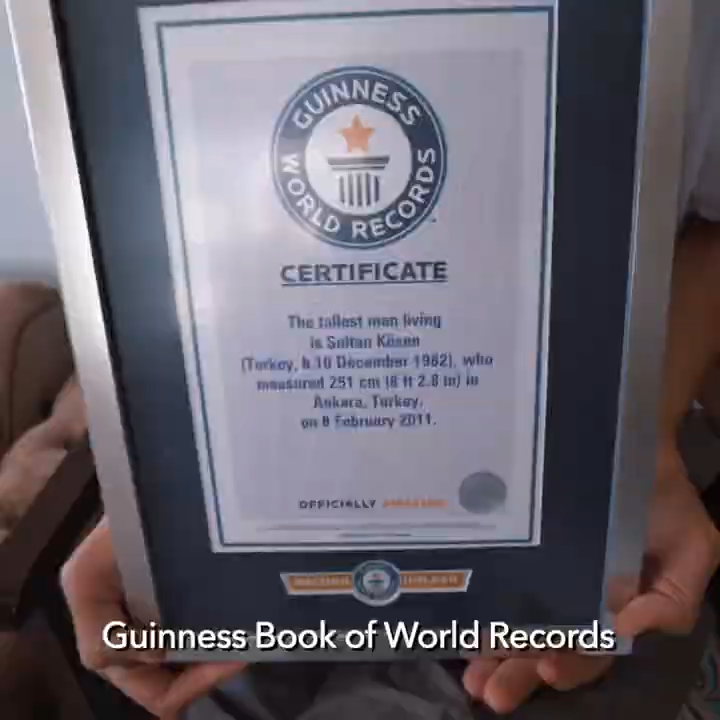 GUINNESS
WORLD RECORDS
CERTIFICATE
The tallest man living
is Sultan Kösen
(Turkey, b.10 December 1982), who
measured 251 cm (8 ft 2.8 in) in
Ankara, Turkey,
on 8 February 2011.
OFFICIALLY AMAZING
RECORD HOLDER
Guinness Book of World Records